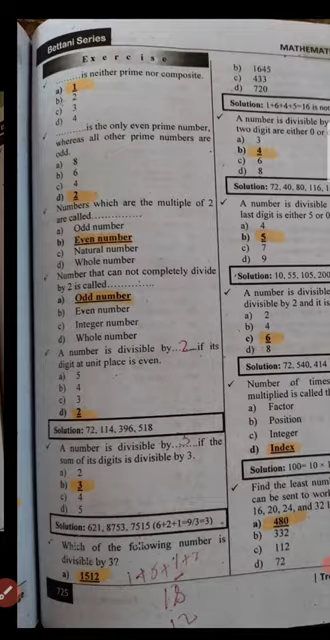 Bettani Series
MATHEMAT
Exercise
.........is neither prime nor composite.
a) 1
b) 2
c) 3
d) 4
.........is the only even prime number,
whereas all other prime numbers are
odd.
a) 8
b) 6
c) 4
d) 2
Numbers which are the multiple of 2
are called..............
a) Odd number
b) Even number
c) Natural number
d) Whole number
Number that can not completely divide
by 2 is called.............
a) Odd number
b) Even number
c) Integer number
d) Whole number
A number is divisible by...2...if its
digit at unit place is even.
a) 5
b) 4
c) 3
d) 2
Solution: 72, 114, 396, 518
A number is divisible by...3...if the
sum of its digits is divisible by 3.
a) 2
b) 3
c) 4
d) 5
Solution: 621, 8753, 7515 (6+2+1=9/3=3)
Which of the following number is
divisible by 3?
a) 1512
725
18
12
b) 1645
c) 433
d) 720
Solution: 1+6+4+5=16 is not
A number is divisible by
two digit are either 0 or
a) 3
b) 4
c) 6
d) 8
Solution: 72, 40, 80, 116, 1
A number is divisible
last digit is either 5 or 0
a) 4
b) 5
c) 7
d) 9
Solution: 10, 55, 105, 200
A number is divisible
divisible by 2 and it is
a) 2
b) 4
c) 6
d) 8
Solution: 72, 540, 414
Number of times
multiplied is called th
a) Factor
b) Position
c) Integer
d) Index
Solution: 100= 10 ×
Find the least num
can be sent to wor
16, 20, 24, and 32 l
a) 480
b) 332
c) 112
d) 72
| Tr